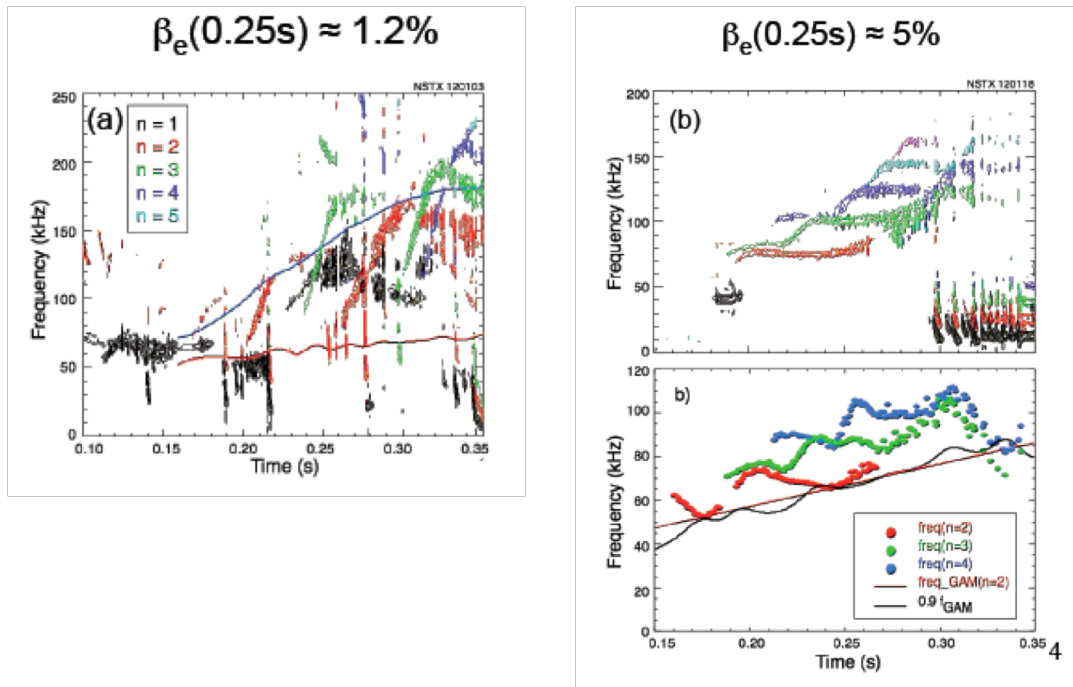 βe(0.25s) ≈ 1.2%
NSTX 120103
(a)
n = 1
n = 2
n = 3
n = 4
n = 5
250
200
150
100
50
0
Frequency (kHz)
0.10 0.15 0.20 0.25 0.30 0.35
Time (s)
βe(0.25s) ≈ 5%
NSTX 120118
(b)
200
150
100
50
0
Frequency (kHz)
b)
120
100
80
60
40
20
0
Frequency (kHz)
freq(n=2)
freq(n=3)
freq(n=4)
freq_GAM(n=2)
0.9 fGAM
0.15 0.20 0.25 0.30 0.35
Time (s)
4